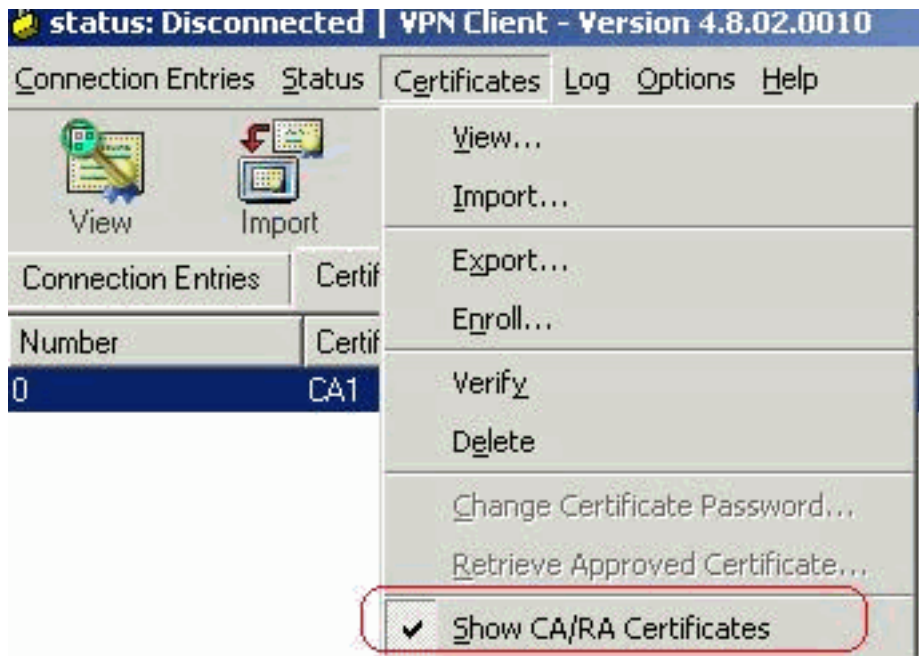 status: Disconnected | VPN Client - Version 4.8.02.0010
Connection Entries Status Certificates Log Options Help
View Import
Connection Entries Certif
Number Certif
0 CA1
View...
Import...
Export...
Enroll...
Verify
Delete
Change Certificate Password...
Retrieve Approved Certificate...
Show CA/RA Certificates